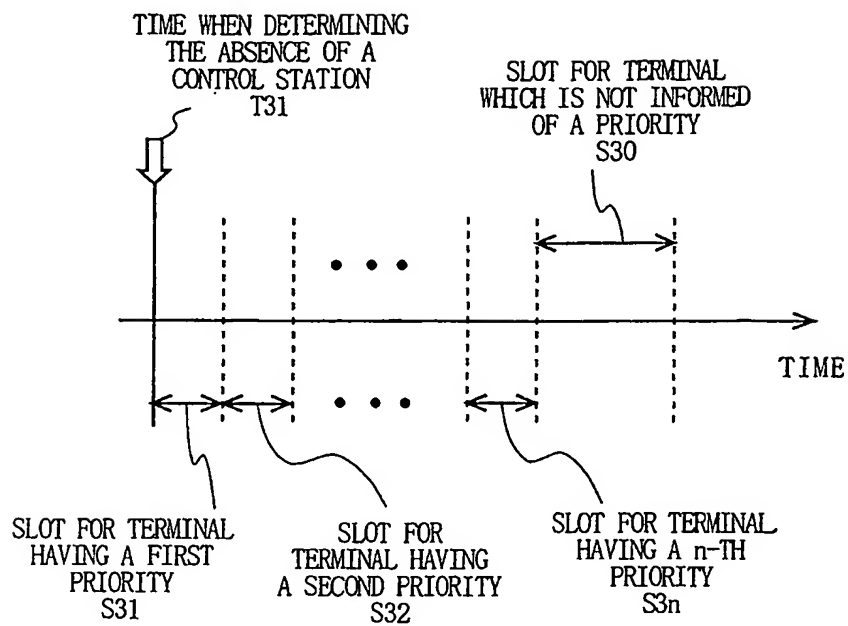 TIME WHEN DETERMINING
THE ABSENCE OF A
CONTROL STATION
T31
SLOT FOR TERMINAL
WHICH IS NOT INFORMED
OF A PRIORITY
S30
TIME
SLOT FOR TERMINAL
HAVING A FIRST
PRIORITY
S31
SLOT FOR
TERMINAL HAVING
A SECOND PRIORITY
S32
SLOT FOR TERMINAL
HAVING A n-TH
PRIORITY
S3n